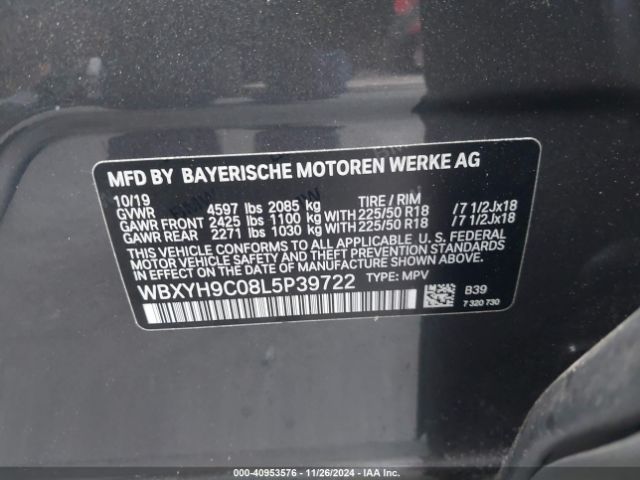 MFD BY BAYERISCHE MOTOREN WERKE AG
10/19 TIRE / RIM
GVWR 4597 lbs 2085 kg
GAWR FRONT 2425 lbs 1100 kg WITH 225/50 R18 /7 1/2Jx18
GAWR REAR 2271 lbs 1030 kg WITH 225/50 R18 /7 1/2Jx18
THIS VEHICLE CONFORMS TO ALL APPLICABLE U.S. FEDERAL
MOTOR VEHICLE SAFETY, BUMPER, AND THEFT PREVENTION STANDARDS
IN EFFECT ON THE DATE OF MANUFACTURE SHOWN ABOVE.
WBXYH9C08L5P39722 TYPE: MPV
B39
7 320 730
000-40953576 - 11/26/2024 - IAA Inc.